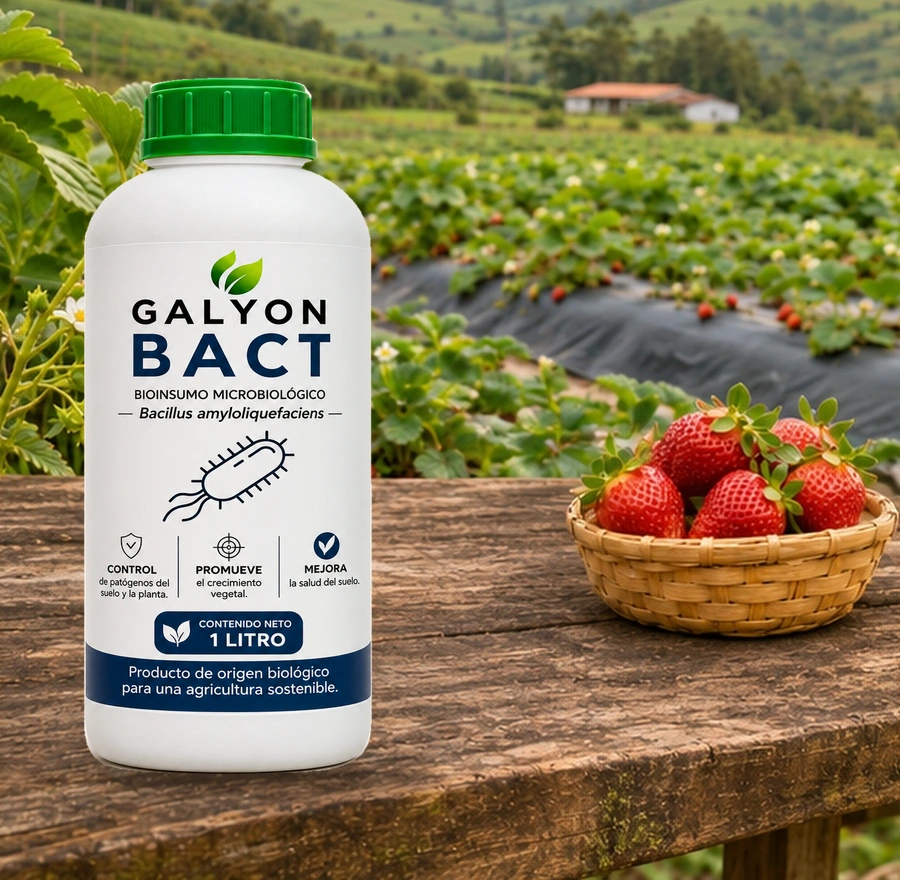 GALYON
BACT
BIOINSUMO MICROBIOLÓGICO
Bacillus amyloliquefaciens
CONTROL
de patógenos del
suelo y la planta.
PROMUEVE
el crecimiento
vegetal.
MEJORA
la salud del suelo.
CONTENIDO NETO
1 LITRO
Producto de origen biológico
para una agricultura sostenible.